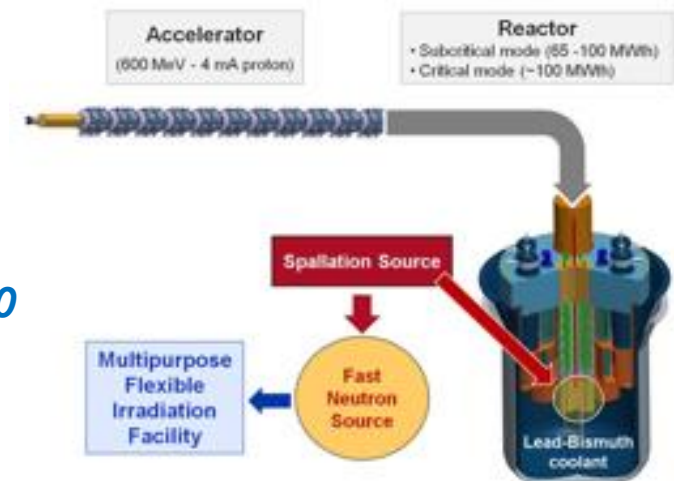 Accelerator
(600 MeV - 4 mA proton)
Reactor
• Subcritical mode (65 -100 MWth)
• Critical mode (~100 MWth)
Spallation Source
0
Multipurpose
Flexible
Irradiation
Facility
Fast
Neutron
Source
Lead-Bismuth
coolant